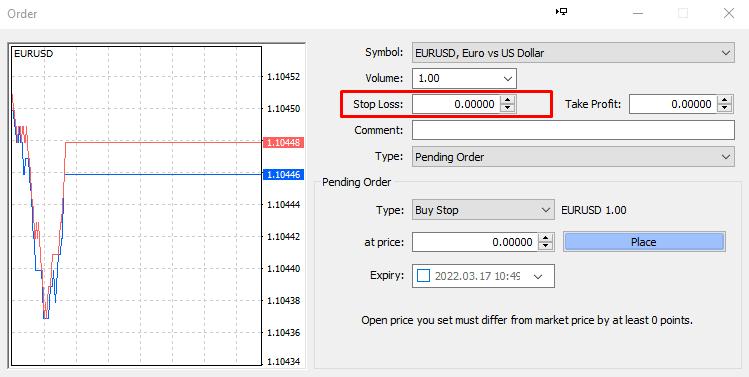 Order
EURUSD
1.10452
1.10450
1.10448
1.10446
1.10444
1.10442
1.10440
1.10438
1.10436
1.10434
Symbol: EURUSD, Euro vs US Dollar
Volume: 1.00
Stop Loss: 0.00000 Take Profit: 0.00000
Comment:
Type: Pending Order
Pending Order
Type: Buy Stop EURUSD 1.00
at price: 0.00000 Place
Expiry: 2022.03.17 10:49
Open price you set must differ from market price by at least 0 points.